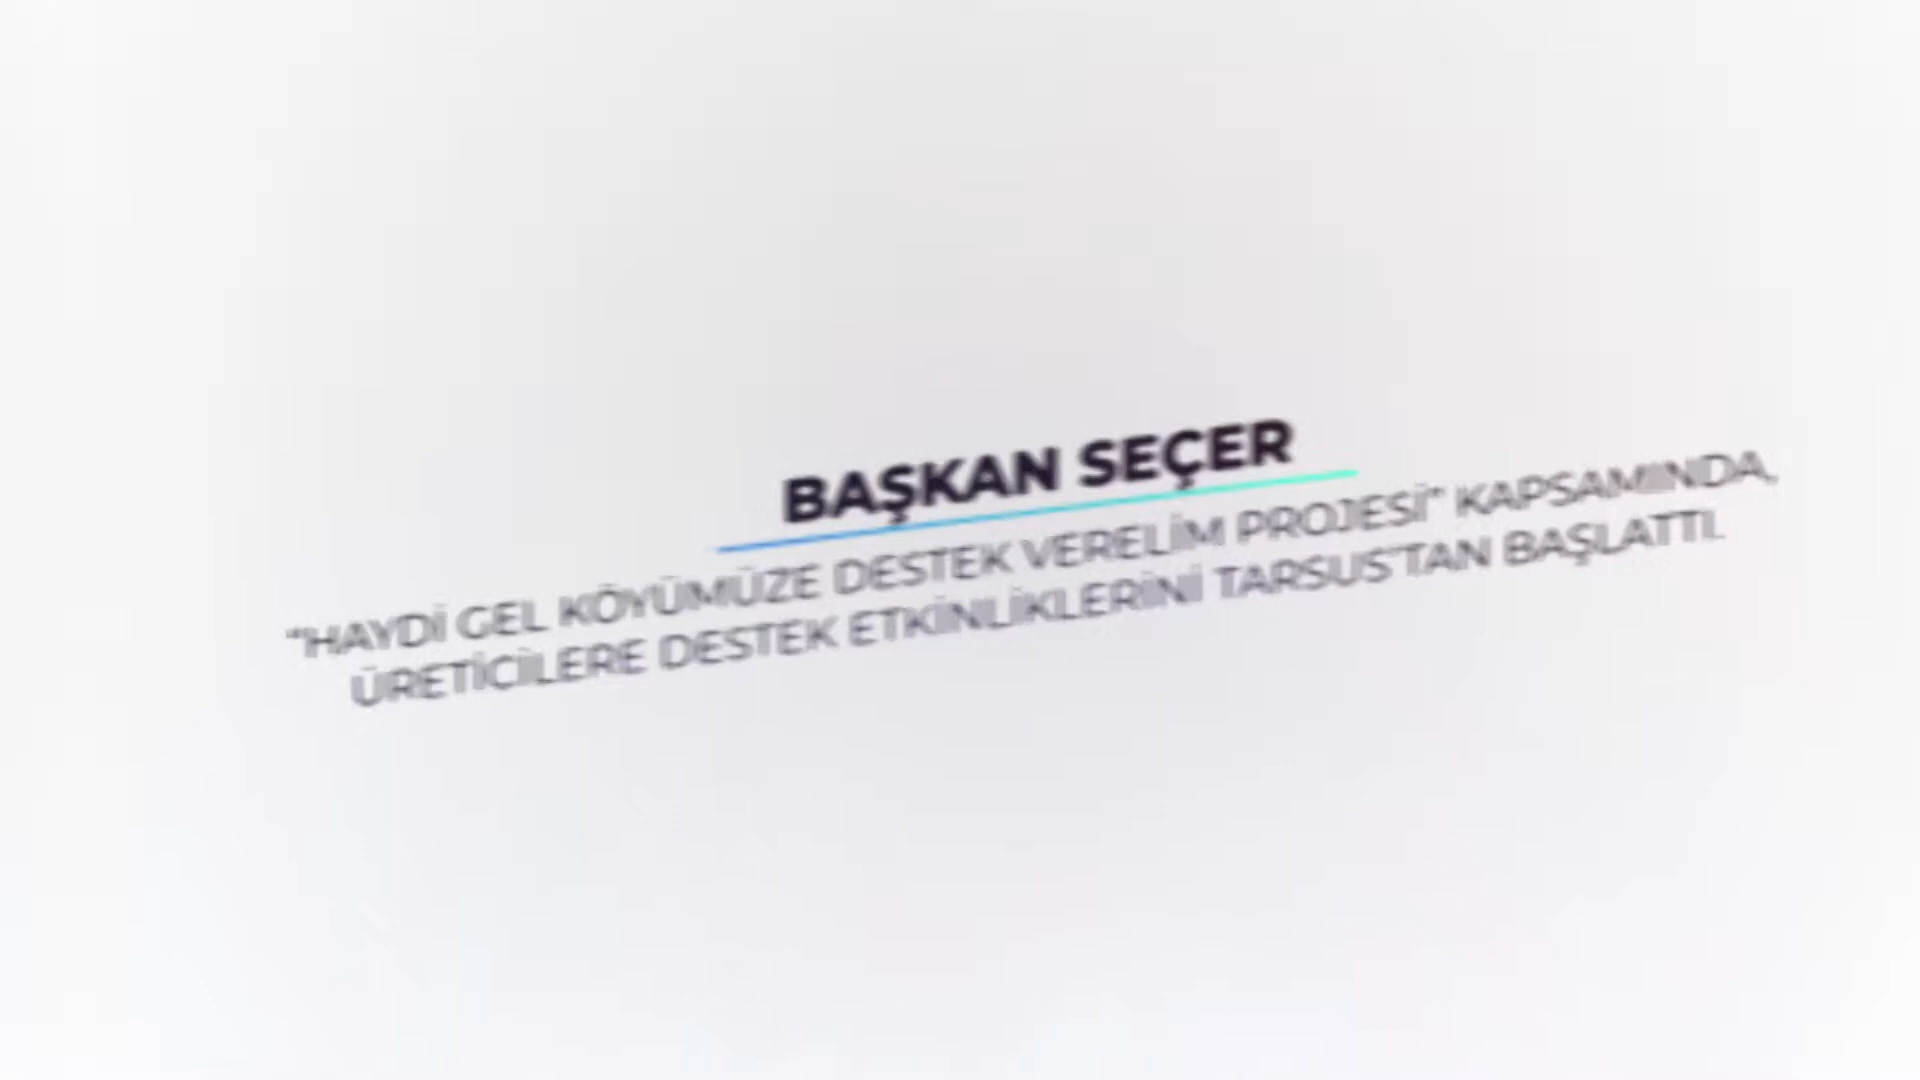 BAŞKAN SEÇER
"HAYDİ GEL KÖYÜMÜZE DESTEK VERELİM PROJESİ" KAPSAMINDA,
ÜRETİCİLERE DESTEK ETKİNLİKLERİNİ TARSUS'TAN BAŞLATTI.